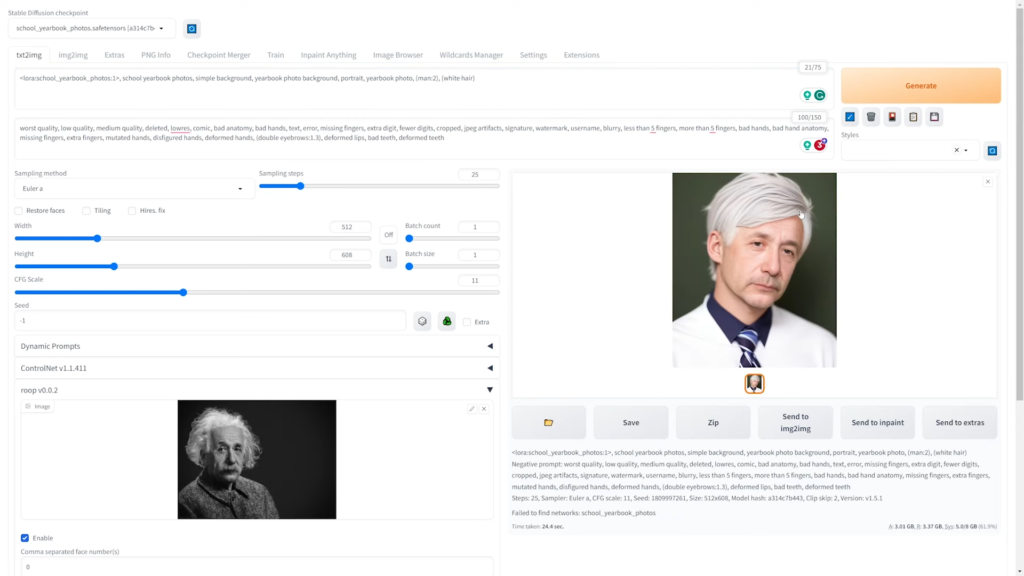 Stable Diffusion checkpoint
school_yearbook_photos.safetensors [a314c7b·
txt2img img2img Extras PNG Info Checkpoint Merger Train Inpaint Anything Image Browser Wildcards Manager Settings Extensions
21/75
<lora:school_yearbook_photos:1>, school yearbook photos, simple background, yearbook photo background, portrait, yearbook photo, (man:2), (white hair)
Generate
100/150
worst quality, low quality, medium quality, deleted, lowres, comic, bad anatomy, bad hands, text, error, missing fingers, extra digit, fewer digits, cropped, jpeg artifacts, signature, watermark, username, blurry, less than 5 fingers, more than 5 fingers, bad hands, bad hand anatomy,
missing fingers, extra fingers, mutated hands, disfigured hands, deformed hands, (double eyebrows:1.3), deformed lips, bad teeth, deformed teeth
Styles
Sampling method
Euler a
Sampling steps
25
Restore faces Tiling Hires. fix
Width
512
Off
Batch count
1
Height
608
Batch size
1
CFG Scale
11
Seed
-1
Extra
Dynamic Prompts
ControlNet v1.1.411
roop v0.0.2
Image
Enable
Comma separated face number(s)
0
Save
Zip
Send to
img2img
Send to inpaint
Send to extras
<lora:school_yearbook_photos:1>, school yearbook photos, simple background, yearbook photo background, portrait, yearbook photo, (man:2), (white hair)
Negative prompt: worst quality, low quality, medium quality, deleted, lowres, comic, bad anatomy, bad hands, text, error, missing fingers, extra digit, fewer digits,
cropped, jpeg artifacts, signature, watermark, username, blurry, less than 5 fingers, more than 5 fingers, bad hands, bad hand anatomy, missing fingers, extra fingers,
mutated hands, disfigured hands, deformed hands, (double eyebrows:1.3), deformed lips, bad teeth, deformed teeth
Steps: 25, Sampler: Euler a, CFG scale: 11, Seed: 1809997261, Size: 512x608, Model hash: a314c7b443, Clip skip: 2, Version: v1.5.1
Failed to find networks: school_yearbook_photos
Time taken: 24.4 sec.
A: 3.01 GB, R: 3.37 GB, Sys: 5.0/8 GB (61.9%)